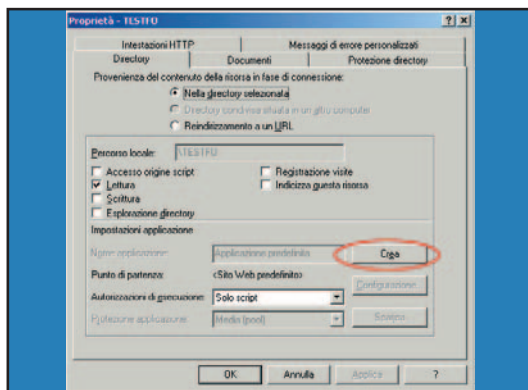 Proprietà - TESTFO
Intestazioni HTTP
Messaggi di errore personalizzati
Directory
Documenti
Protezione directory
Provenienza del contenuto della risorsa in fase di connessione:
Nella directory selezionata
Directory condivisa situata in un altro computer
Reindirizzamento a un URL
Percorso locale:
\TESTFO
Accesso origine script
Registrazione visite
Lettura
Indicizza questa risorsa
Scrittura
Esplorazione directory
Impostazioni applicazione
Nome applicazione:
Applicazione predefinita
Crea
Punto di partenza:
<Sito Web predefinito>
Configurazione...
Autorizzazioni di esecuzione:
Solo script
Protezione applicazione:
Media (pool)
Scarica
OK
Annulla
Applica
?